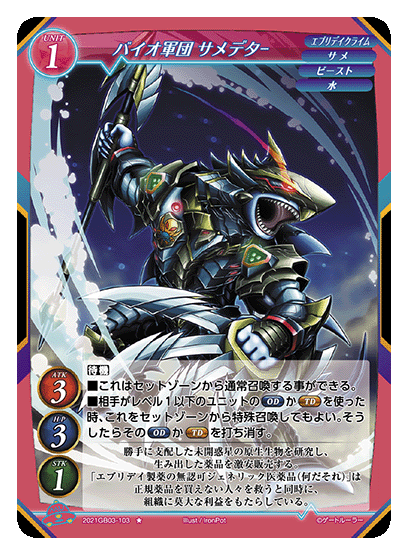 UNIT
1
バイオ軍団 サメデター
エブリデイクライム
サメ
ビースト
水
待機
■これはセットゾーンから通常召喚する事ができる。
■相手がレベル1以下のユニットの OD か TD を使った
時、これをセットゾーンから特殊召喚してもよい。そう
したらその OD か TD を打ち消す。
ATK
3
H.P
3
STK
1
勝手に支配した未開惑星の原生生物を研究し、
生み出した薬品を激安販売する。
「エブリデイ製薬の無認可ジェネリック医薬品(何だそれ)」は
正規薬品を買えない人々を救うと同時に、
組織に莫大な利益をもたらしている。
2021GB03-103 ★
Illust / IronPot
©ゲートルーラー